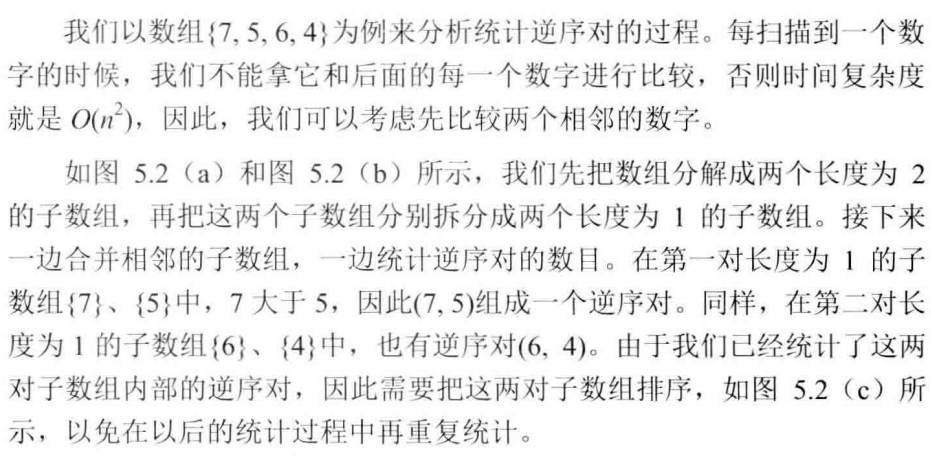 我们以数组{7, 5, 6, 4}为例来分析统计逆序对的过程。每扫描到一个数
字的时候，我们不能拿它和后面的每一个数字进行比较，否则时间复杂度
就是 O(n²)，因此，我们可以考虑先比较两个相邻的数字。
如图 5.2（a）和图 5.2（b）所示，我们先把数组分解成两个长度为 2
的子数组，再把这两个子数组分别拆分成两个长度为 1 的子数组。接下来
一边合并相邻的子数组，一边统计逆序对的数目。在第一对长度为 1 的子
数组{7}、{5}中，7 大于 5，因此(7, 5)组成一个逆序对。同样，在第二对长
度为 1 的子数组{6}、{4}中，也有逆序对(6, 4)。由于我们已经统计了这两
对子数组内部的逆序对，因此需要把这两对子数组排序，如图 5.2（c）所
示，以免在以后的统计过程中再重复统计。